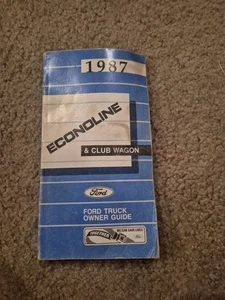 1987
ECONOLINE
& CLUB WAGON
Ford
FORD TRUCK
OWNER GUIDE